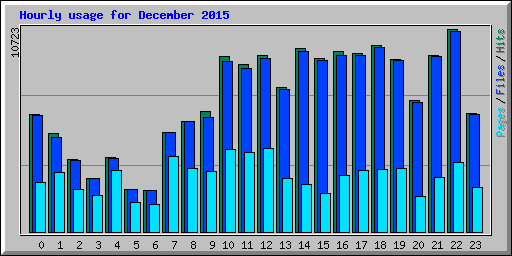 Hourly usage for December 2015
10723
Pages/Files/Hits
0 1 2 3 4 5 6 7 8 9 10 11 12 13 14 15 16 17 18 19 20 21 22 23